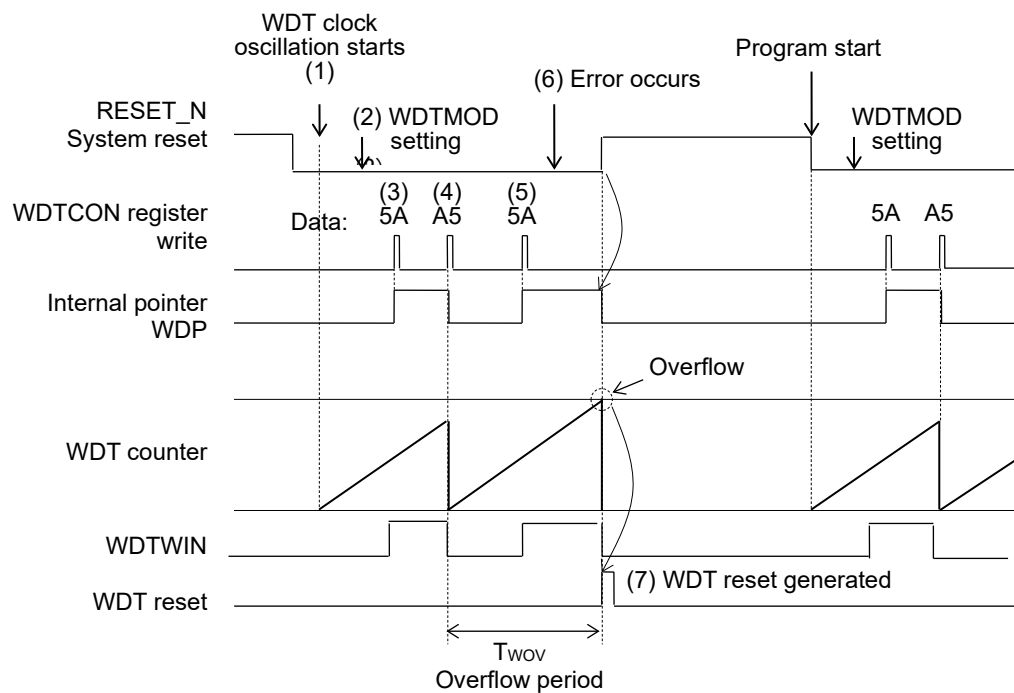 WDT clock
oscillation starts
(1)
Program start
(6) Error occurs
RESET_N
System reset
(2) WDTMOD
setting
WDTMOD
setting
(3) (4) (5)
WDTCON register
write
Data: 5A A5 5A 5A A5
Internal pointer
WDP
Overflow
WDT counter
WDTWIN
(7) WDT reset generated
WDT reset
TWOV
Overflow period